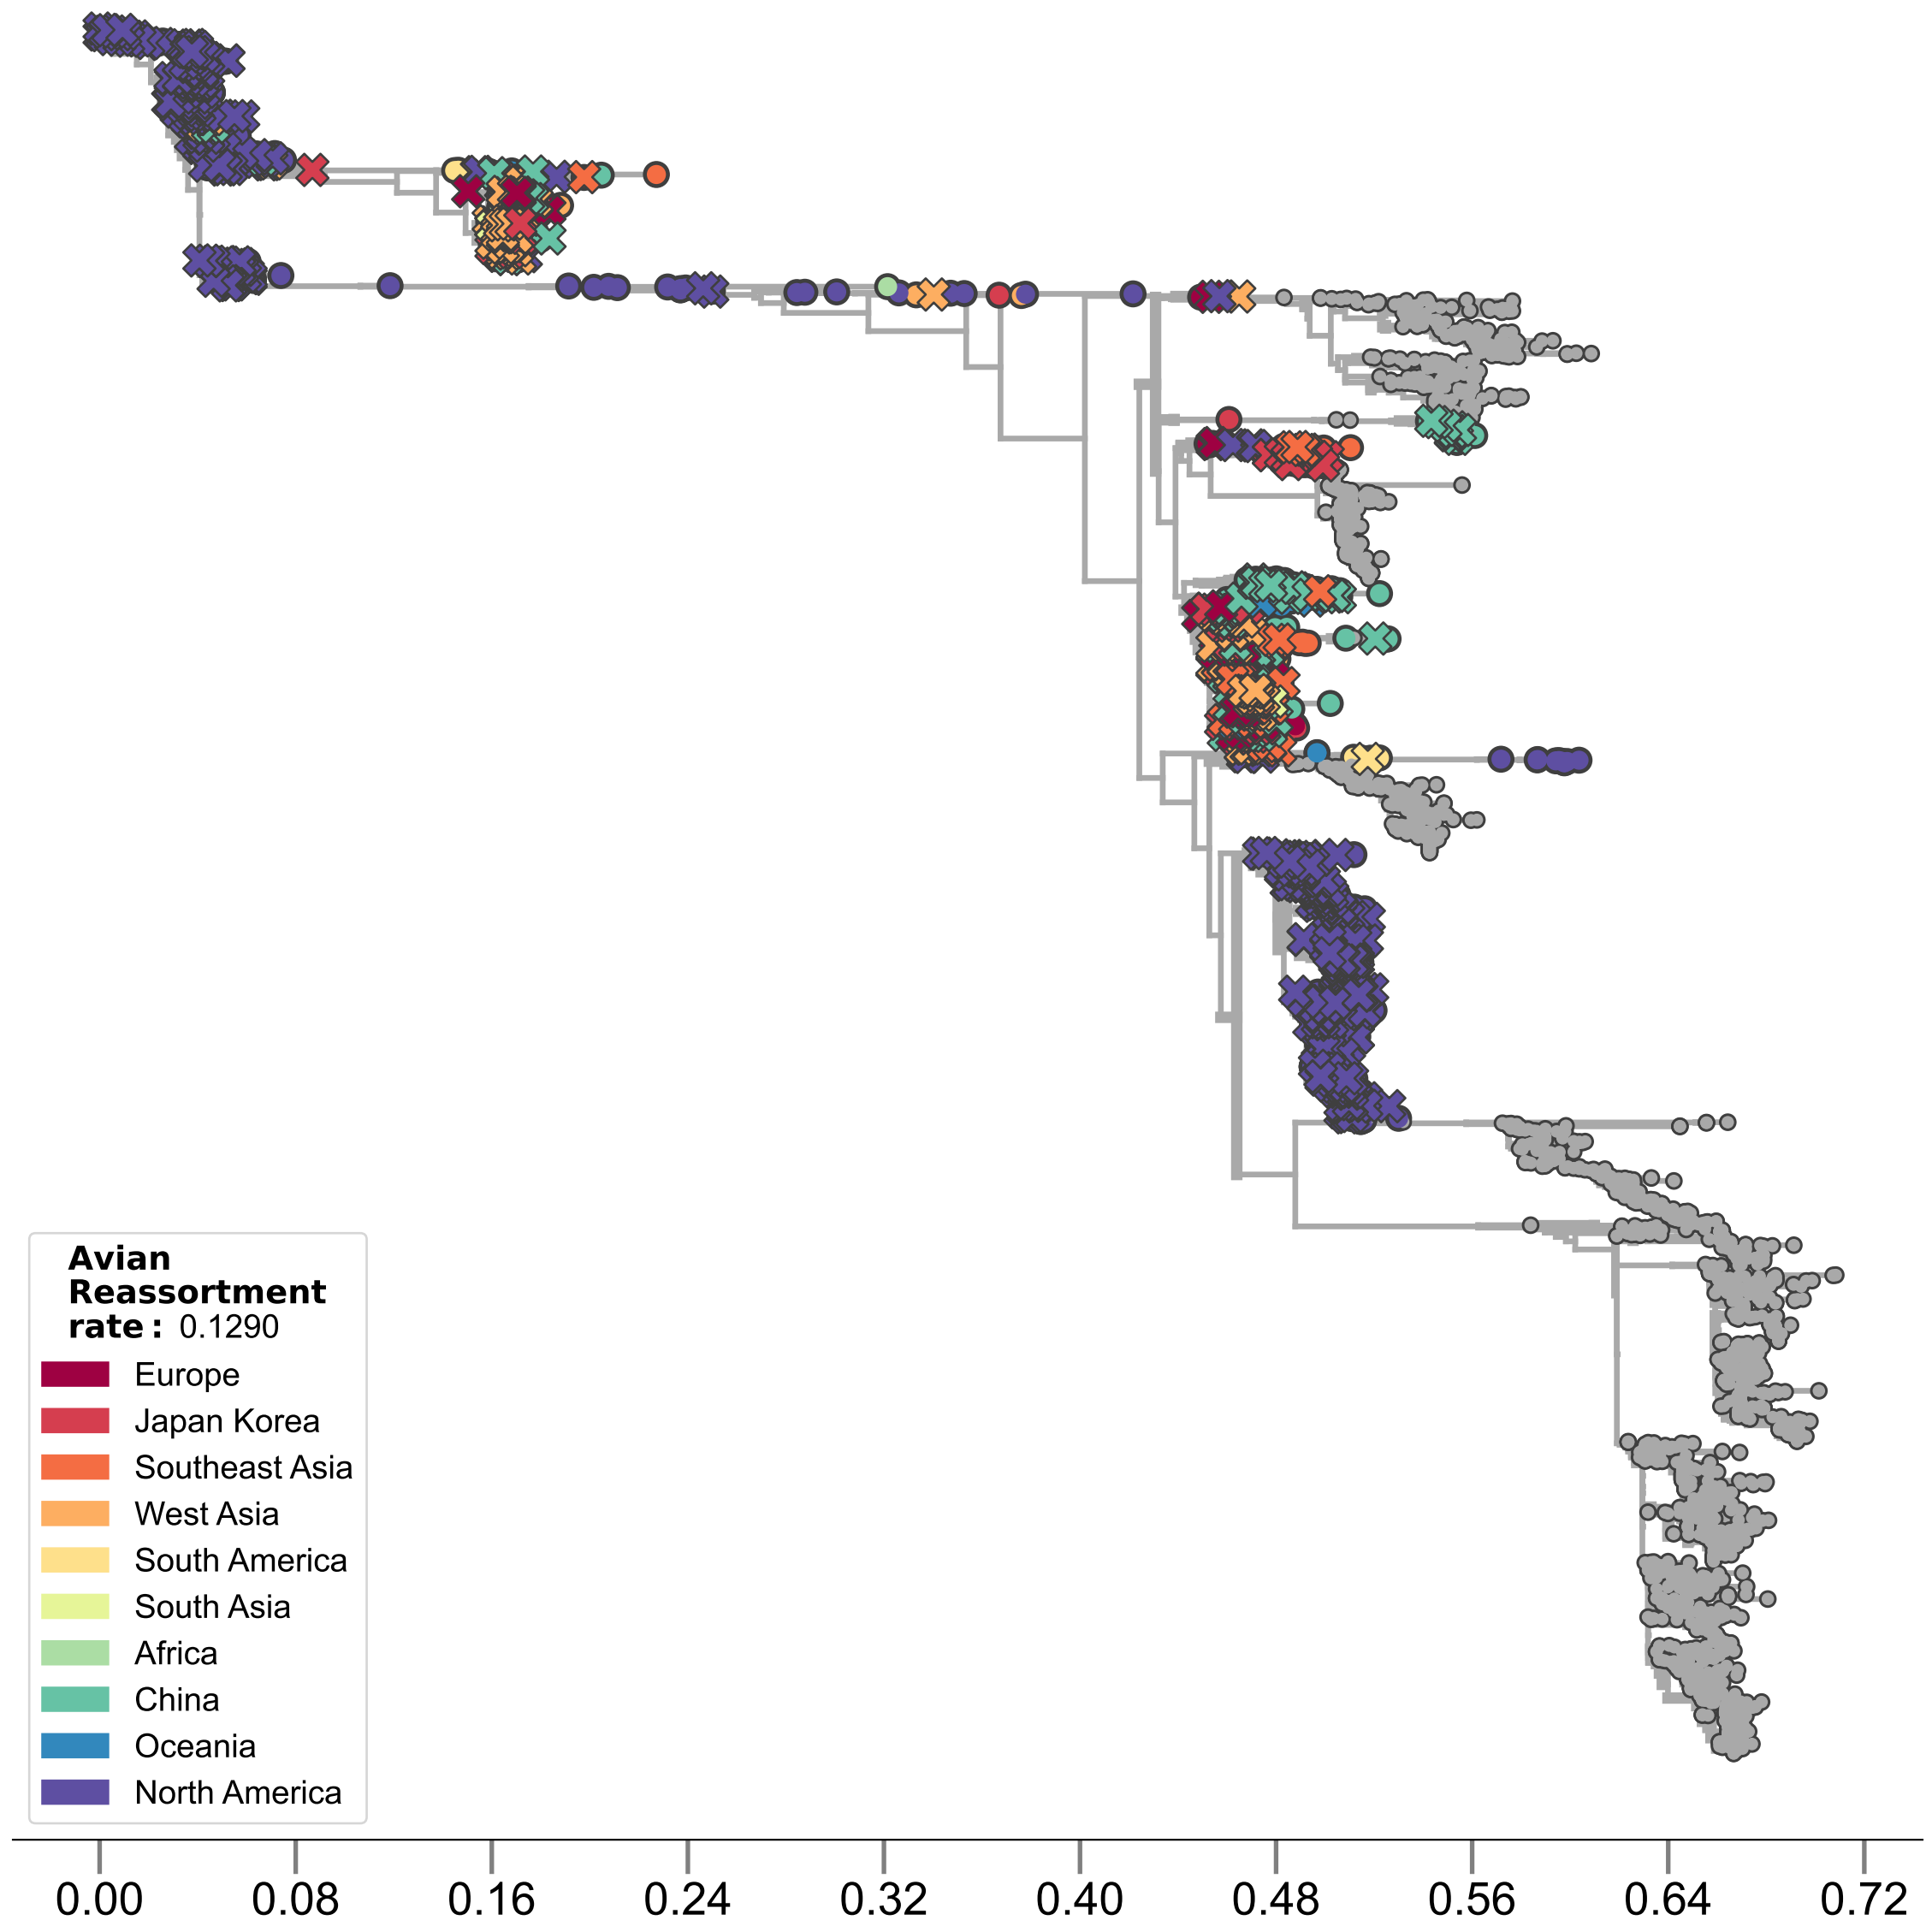 Avian
Reassortment
rate: 0.1290
Europe
Japan Korea
Southeast Asia
West Asia
South America
South Asia
Africa
China
Oceania
North America
0.00 0.08 0.16 0.24 0.32 0.40 0.48 0.56 0.64 0.72